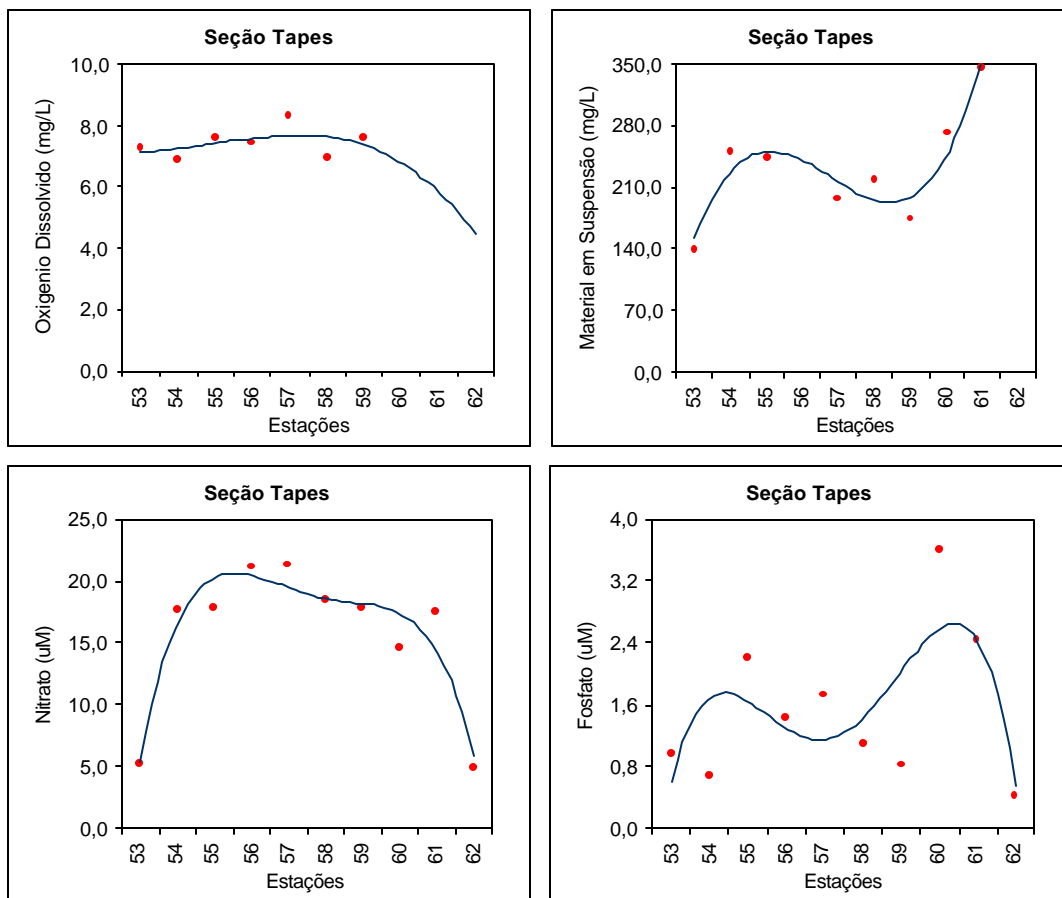 Seção Tapes
Oxigenio Dissolvido (mg/L)
10,0
8,0
6,0
4,0
2,0
0,0
53 54 55 56 57 58 59 60 61 62
Estações
Seção Tapes
Material em Suspensão (mg/L)
350,0
280,0
210,0
140,0
70,0
0,0
53 54 55 56 57 58 59 60 61 62
Estações
Seção Tapes
Nitrato (uM)
25,0
20,0
15,0
10,0
5,0
0,0
53 54 55 56 57 58 59 60 61 62
Estações
Seção Tapes
Fosfato (uM)
4,0
3,2
2,4
1,6
0,8
0,0
53 54 55 56 57 58 59 60 61 62
Estações